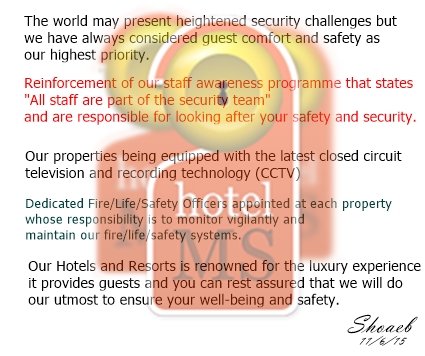 The world may present heightened security challenges but
we have always considered guest comfort and safety as
our highest priority.
Reinforcement of our staff awareness programme that states
"All staff are part of the security team"
and are responsible for looking after your safety and security.
Our properties being equipped with the latest closed circuit
television and recording technology (CCTV)
Dedicated Fire/Life/Safety Officers appointed at each property
whose responsibility is to monitor vigilantly and
maintain our fire/life/safety systems.
hotel
MS
Our Hotels and Resorts is renowned for the luxury experience
it provides guests and you can rest assured that we will do
our utmost to ensure your well-being and safety.
Shoaeb
11/6/15